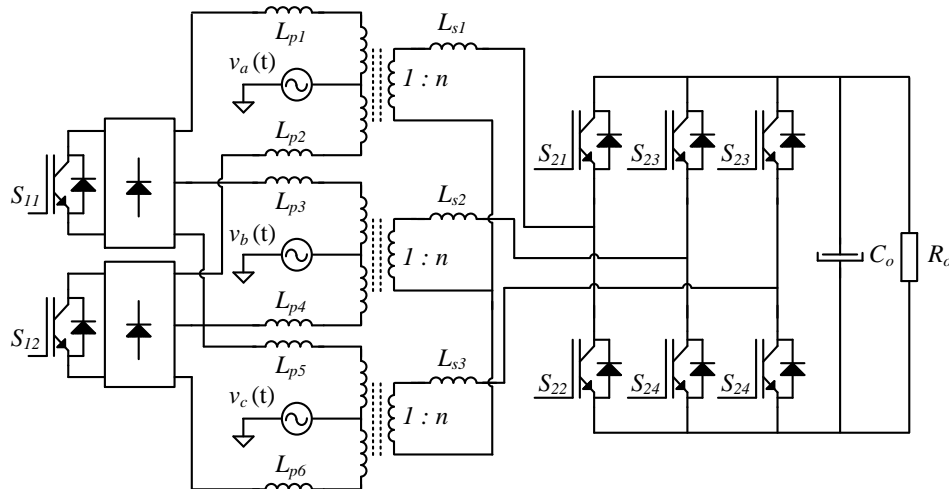 L_p1
L_s1
v_a (t)
1 : n
L_p2
S_21
S_23
S_23
S_11
L_p3
L_s2
v_b (t)
1 : n
C_o
R_o
L_p4
S_12
L_p5
L_s3
S_22
S_24
S_24
v_c (t)
1 : n
L_p6